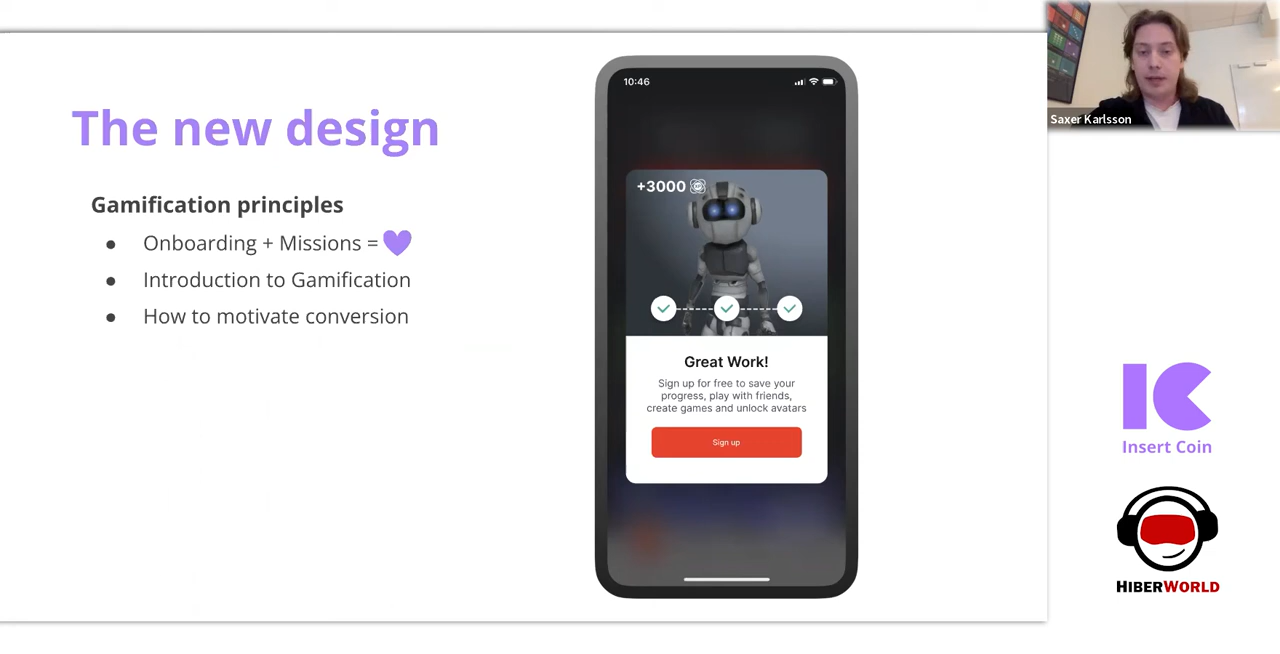 The new design
Gamification principles
● Onboarding + Missions = 💜
● Introduction to Gamification
● How to motivate conversion
10:46
+3000
Great Work!
Sign up for free to save your
progress, play with friends,
create games and unlock avatars
Sign up
Saxer Karlsson
IC
Insert Coin
HIBERWORLD